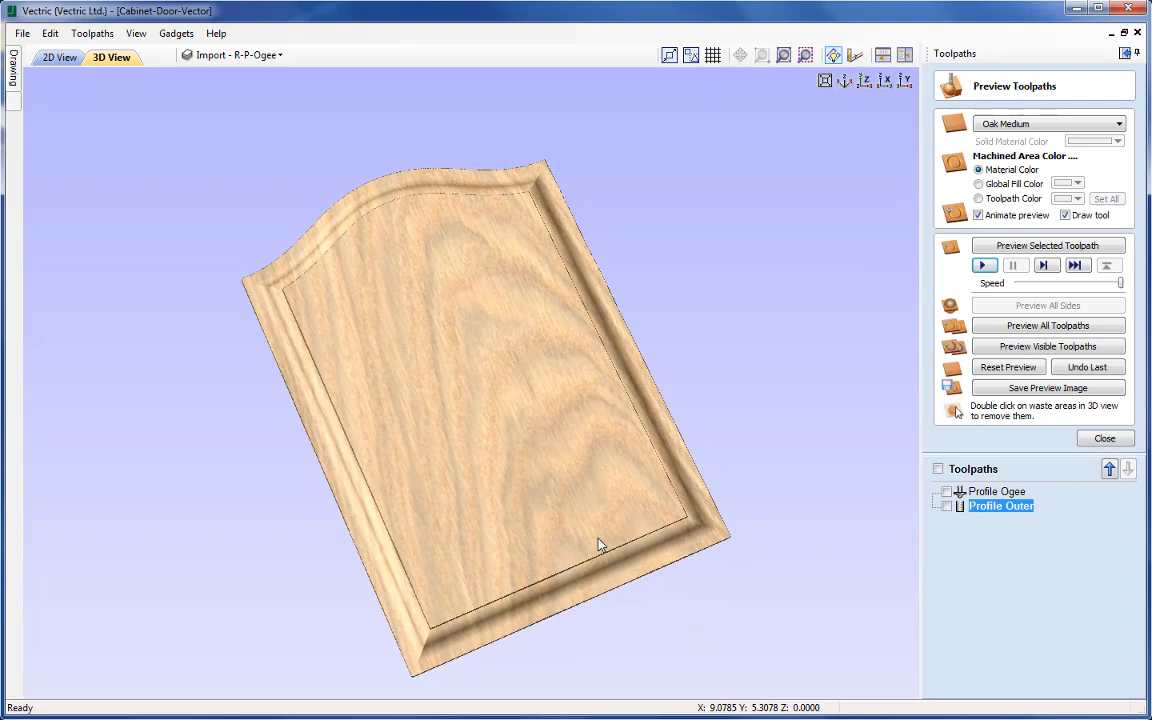 Vectric {Vectric Ltd.} - [Cabinet-Door-Vector]
File Edit Toolpaths View Gadgets Help
2D View 3D View Import - R-P-Ogee
Drawing
Z X Y
Toolpaths
Preview Toolpaths
Oak Medium
Solid Material Color
Machined Area Color ....
Material Color
Global Fill Color
Toolpath Color Set All
Animate preview Draw tool
Preview Selected Toolpath
Speed
Preview All Sides
Preview All Toolpaths
Preview Visible Toolpaths
Reset Preview Undo Last
Save Preview Image
Double click on waste areas in 3D view
to remove them.
Close
Toolpaths
Profile Ogee
Profile Outer
Ready X: 9.0785 Y: 5.3078 Z: 0.0000